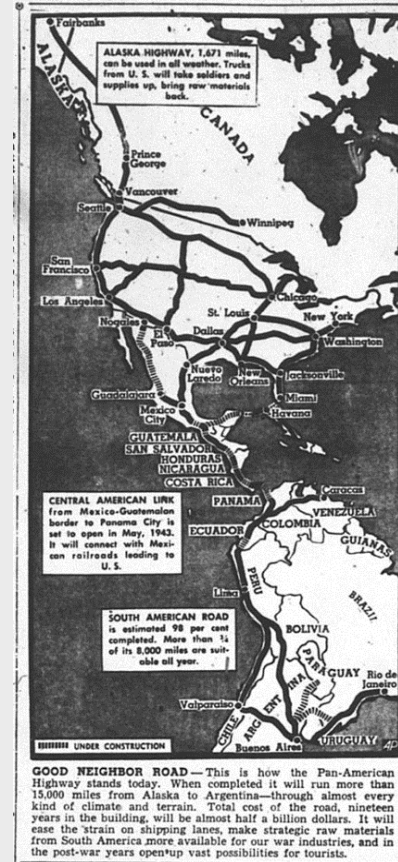 Fairbanks
ALASKA
ALASKA HIGHWAY, 1,671 miles,
can be used in all weather. Trucks
from U. S. will take soldiers and
supplies up, bring raw materials
back.
CANADA
Prince
George
Vancouver
Seattle
Winnipeg
San
Francisco
Chicago
Los Angeles
St. Louis
New York
Nogales
El
Paso
Dallas
Washington
Nuevo
Laredo
New
Orleans
Jacksonville
Guadalajara
Miami
Mexico
City
Havana
GUATEMALA
SAN SALVADOR
HONDURAS
NICARAGUA
COSTA RICA
PANAMA
Caracas
VENEZUELA
CENTRAL AMERICAN LINK
from Mexico-Guatemalan
border to Panama City is
set to open in May, 1943.
It will connect with Mexi-
can railroads leading to
U. S.
ECUADOR
COLOMBIA
GUIANAS
PERU
Lima
BRAZIL
SOUTH AMERICAN ROAD
is estimated 98 per cent
completed. More than ¾
of its 8,000 miles are suit-
able all year.
BOLIVIA
PARAGUAY
Rio de
Janeiro
Valparaiso
CHILE
ARGENTINA
Buenos Aires
URUGUAY
UNDER CONSTRUCTION
AP
GOOD NEIGHBOR ROAD — This is how the Pan-American
Highway stands today. When completed it will run more than
15,000 miles from Alaska to Argentina—through almost every
kind of climate and terrain. Total cost of the road, nineteen
years in the building, will be almost half a billion dollars. It will
ease the strain on shipping lanes, make strategic raw materials
from South America more available for our war industries, and in
the post-war years open up vast possibilities for tourists.